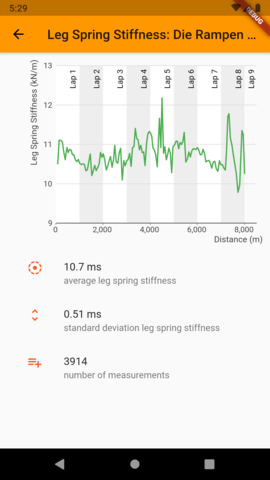 5:29
DEBUG
Leg Spring Stiffness: Die Rampen ...
Leg Spring Stiffness (kN/m)
13
12
11
10
9
Lap 1
Lap 2
Lap 3
Lap 4
Lap 5
Lap 6
Lap 7
Lap 8
Lap 9
0
2,000
4,000
6,000
8,000
Distance (m)
10.7 ms
average leg spring stiffness
0.51 ms
standard deviation leg spring stiffness
3914
number of measurements